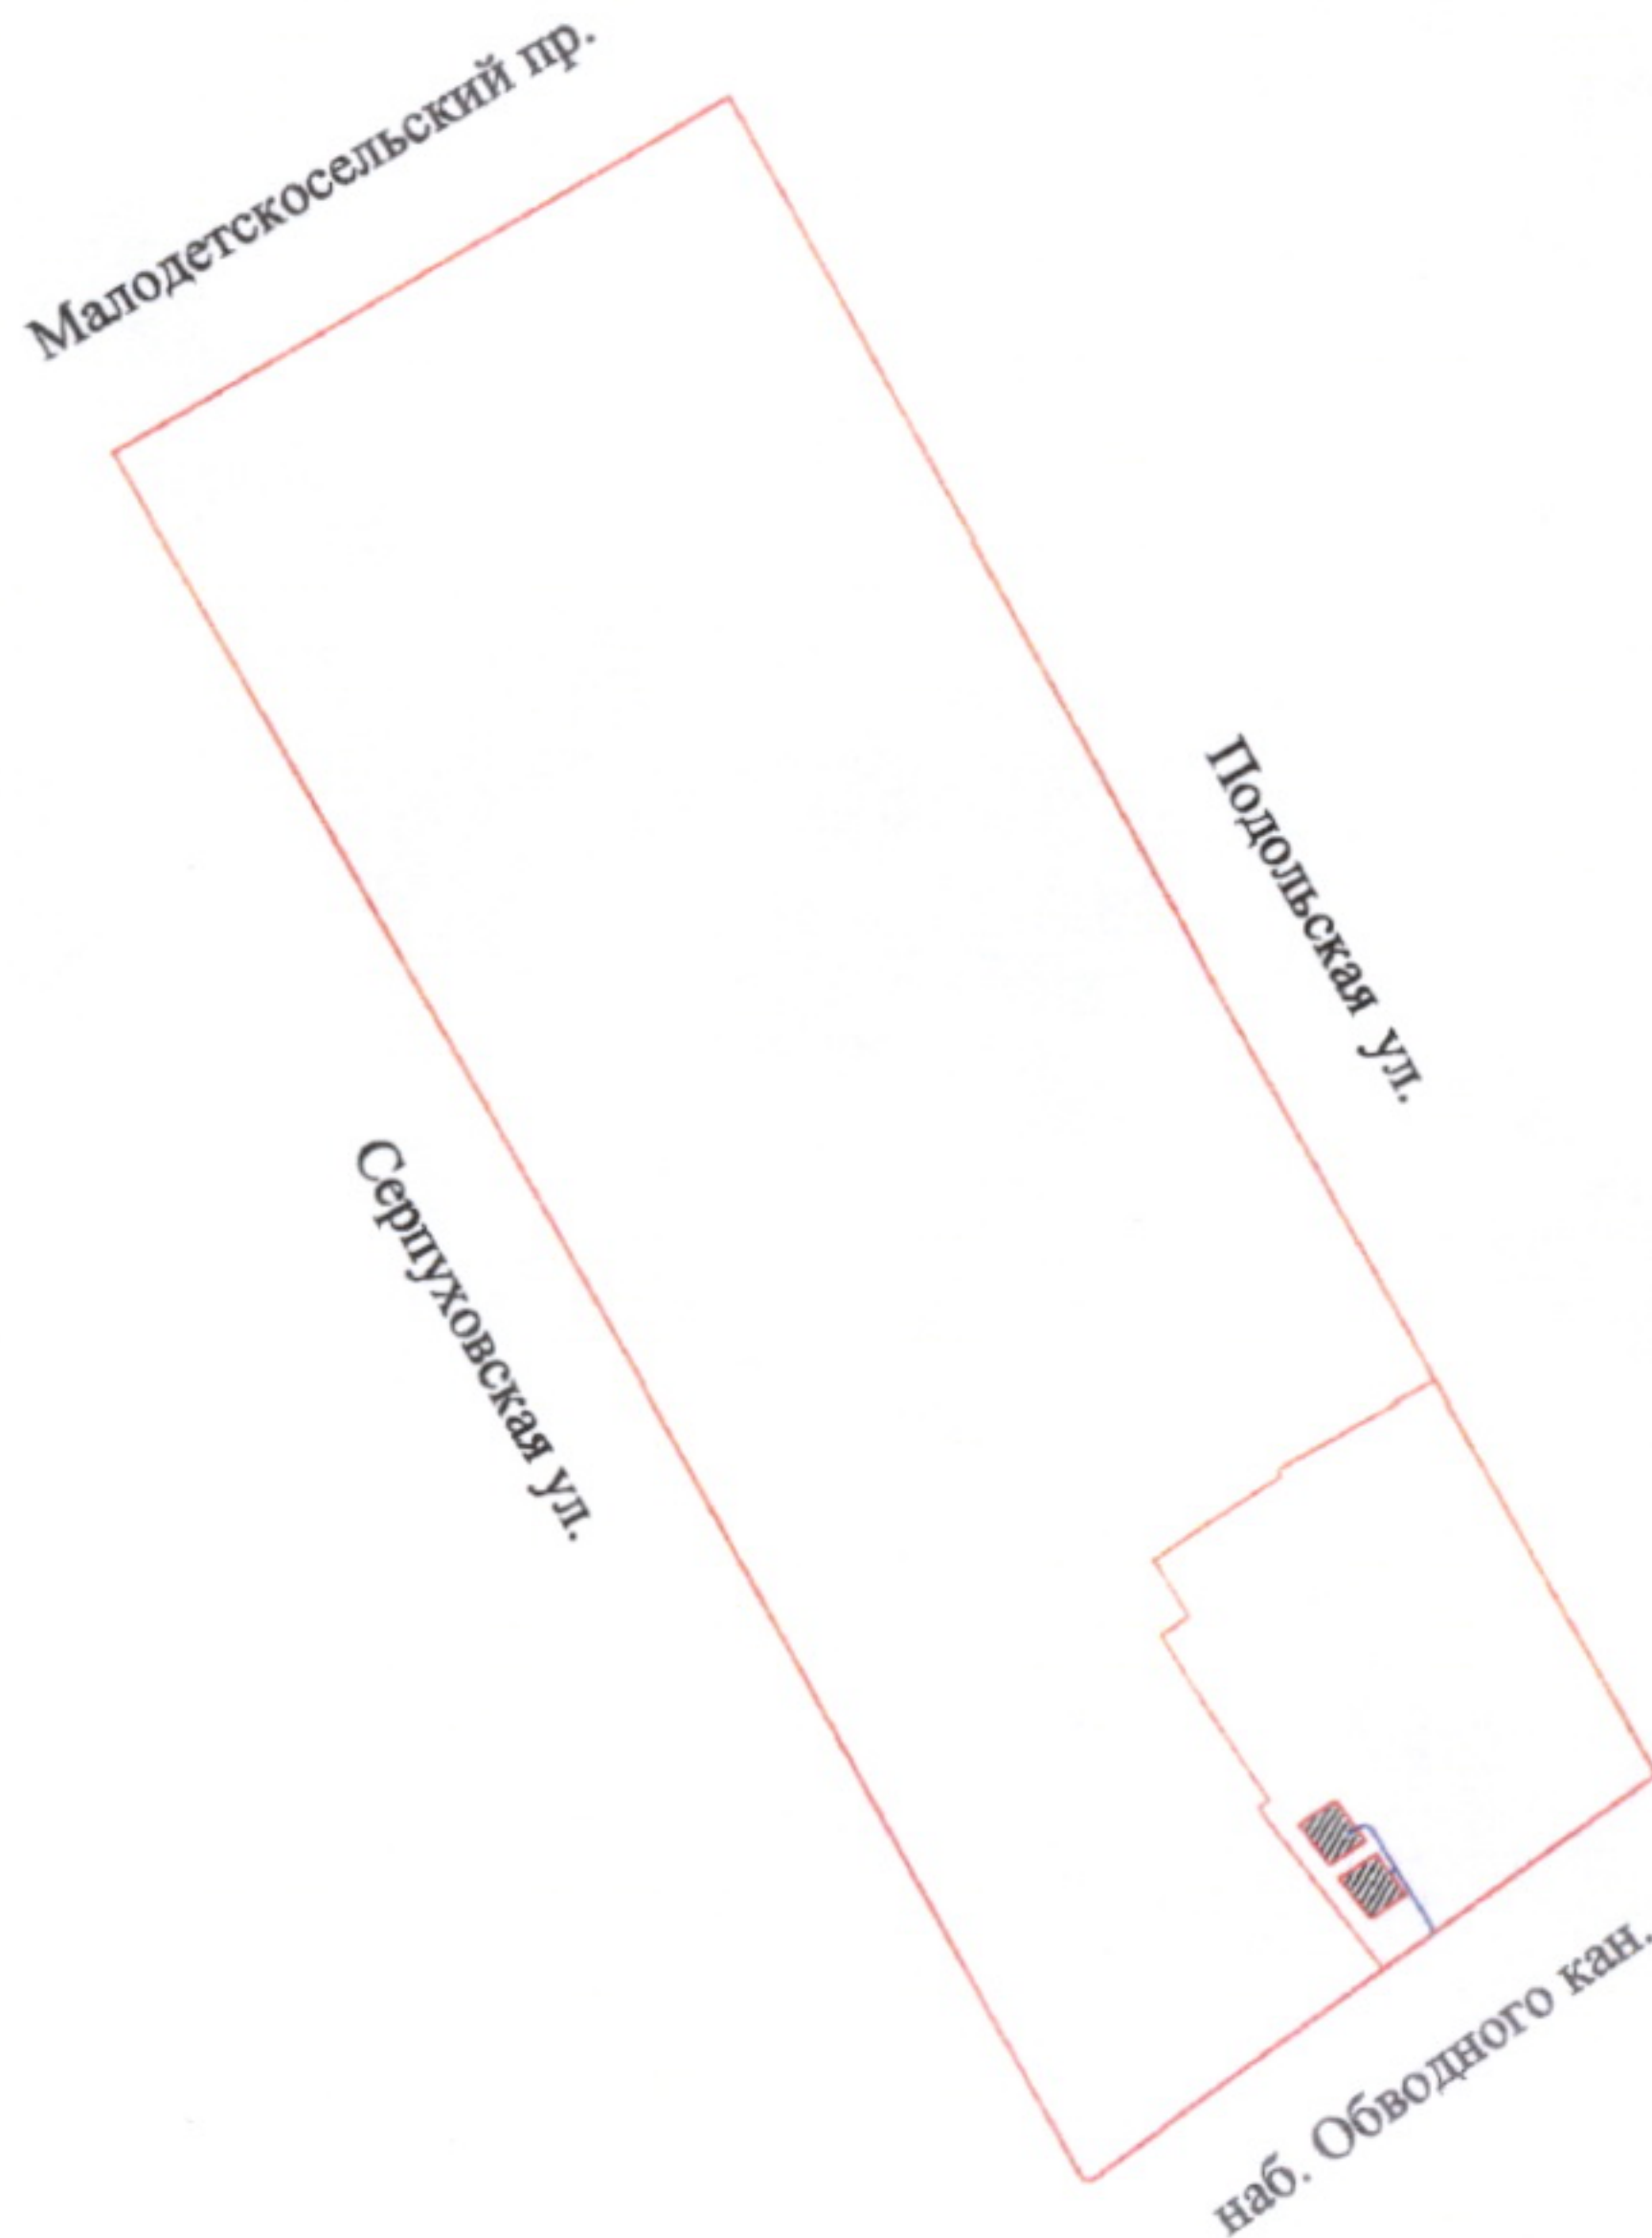 Малодетскосельский пр.
Подольская ул.
Серпуховская ул.
наб. Обводного кан.